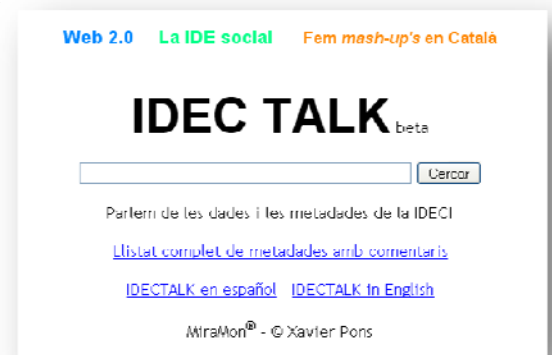 Web 2.0 La IDE social Fem mash-up's en Català
IDEC TALK beta
Cercar
Parlem de les dades i les metadades de la IDEC!
Llistat complet de metadades amb comentaris
IDECTALK en español IDECTALK in English
MiraMon® - © Xavier Pons